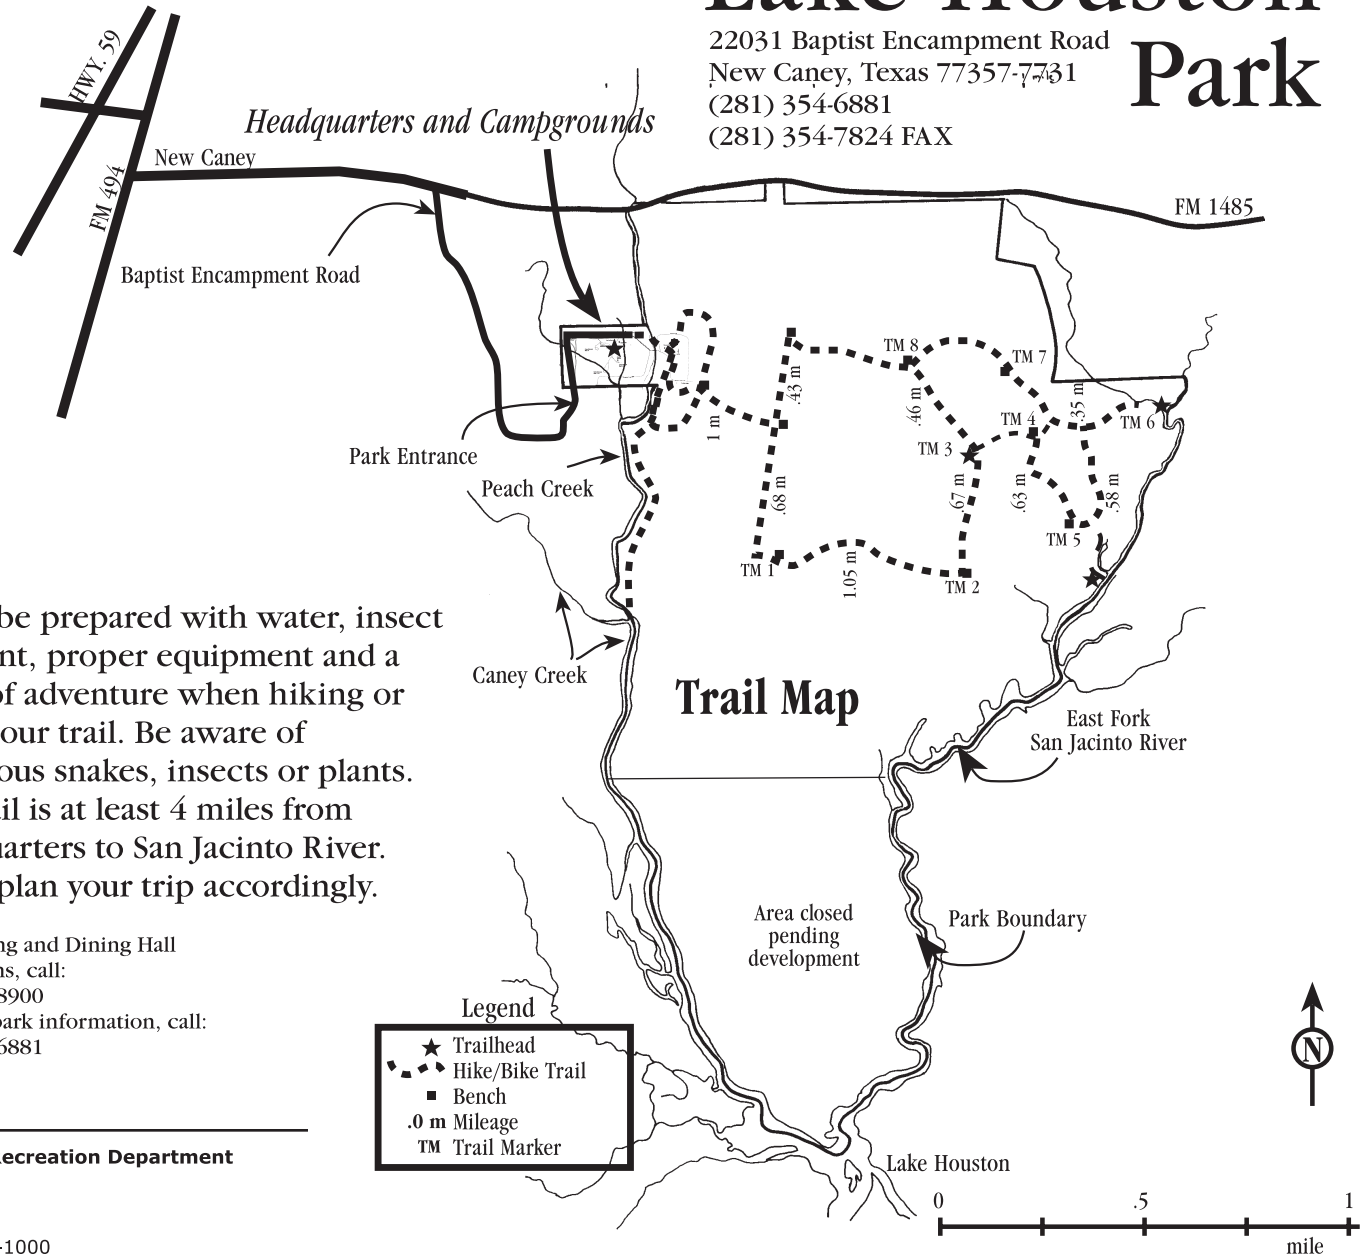 Lake Houston
Park
22031 Baptist Encampment Road
New Caney, Texas 77357-7731
(281) 354-6881
(281) 354-7824 FAX
HWY. 59
FM 494
New Caney
Headquarters and Campgrounds
FM 1485
Baptist Encampment Road
Park Entrance
Peach Creek
Caney Creek
TM 8
TM 7
.43 m
.46 m
.35 m
1 m
TM 4
TM 6
TM 3
.68 m
.67 m
.63 m
.58 m
TM 5
TM 1
1.05 m
TM 2
Trail Map
East Fork
San Jacinto River
be prepared with water, insect
nt, proper equipment and a
of adventure when hiking or
our trail. Be aware of
ous snakes, insects or plants.
il is at least 4 miles from
uarters to San Jacinto River.
plan your trip accordingly.
ng and Dining Hall
ns, call:
8900
park information, call:
6881
Area closed
pending
development
Park Boundary
Legend
Trailhead
Hike/Bike Trail
Bench
.0 m Mileage
TM Trail Marker
N
Recreation Department
-1000
Lake Houston
0 .5 1
mile